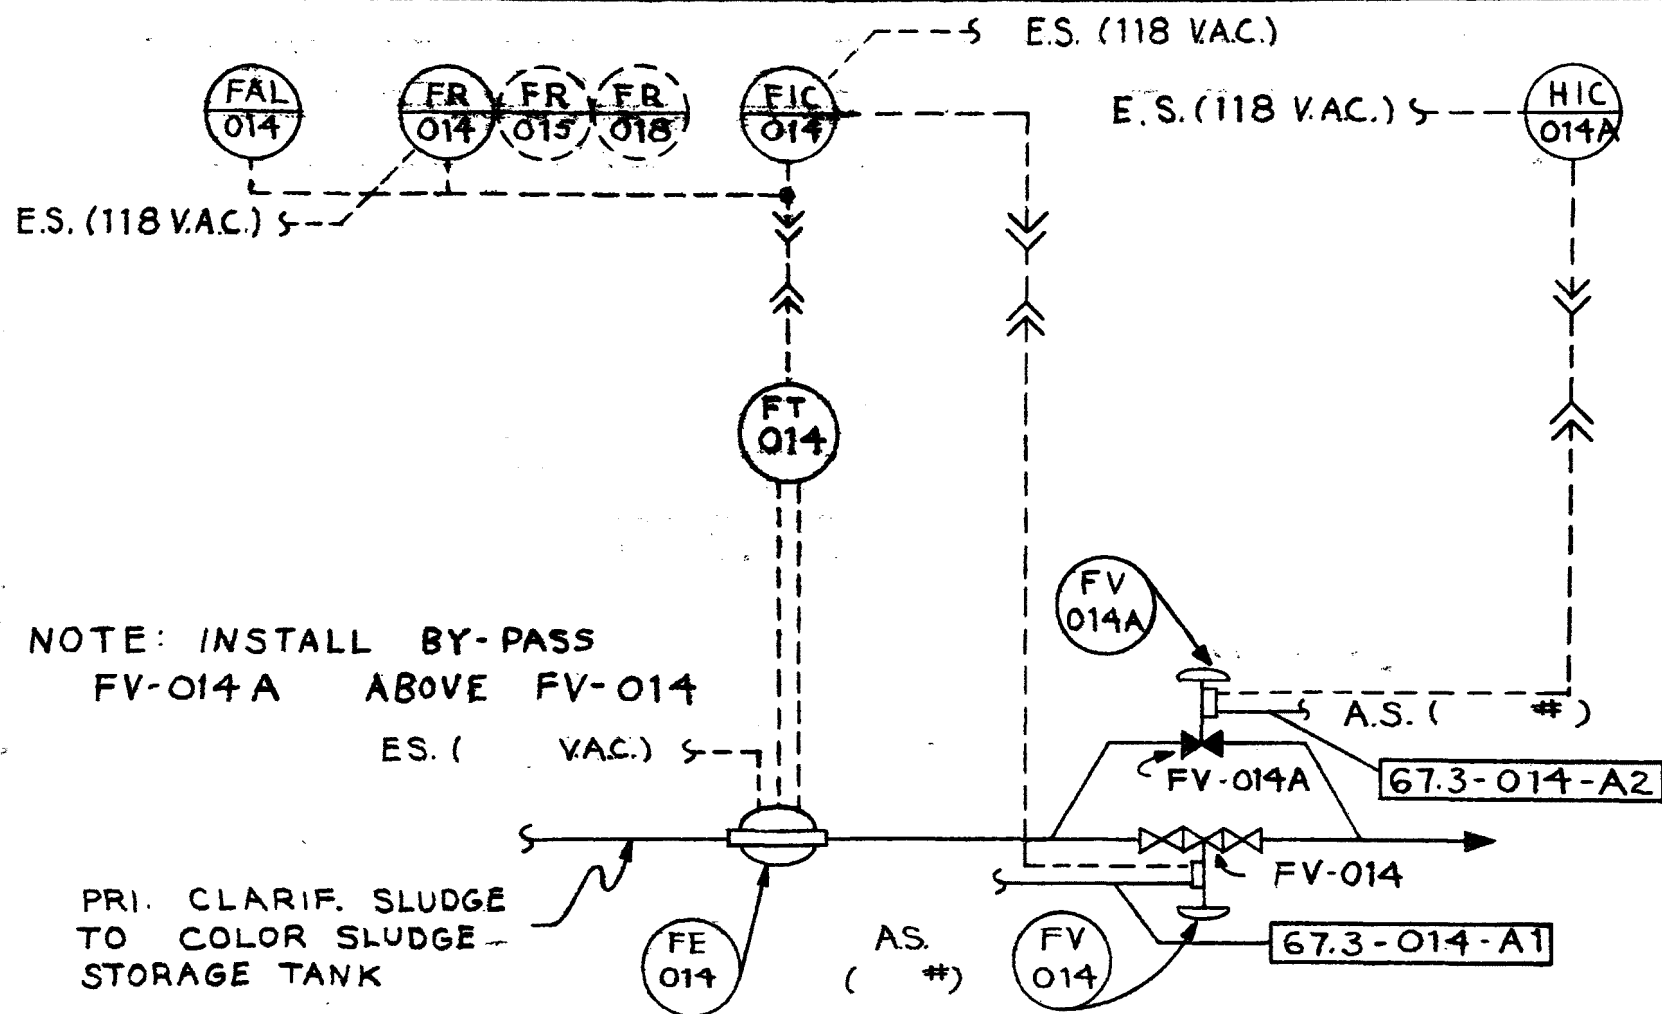 E.S. (118 V.A.C.)
FAL
014
FR
014
FR
015
FR
018
FIC
014
E.S. (118 V.A.C.)
HIC
014A
E.S. (118 V.A.C.)
FT
014
FV
014A
NOTE: INSTALL BY-PASS
FV-014A ABOVE FV-014
A.S. ( #)
E.S. ( V.A.C.)
FV-014A
67.3-014-A2
FV-014
PRI. CLARIF. SLUDGE
TO COLOR SLUDGE
STORAGE TANK
FE
014
A.S.
( #)
FV
014
67.3-014-A1